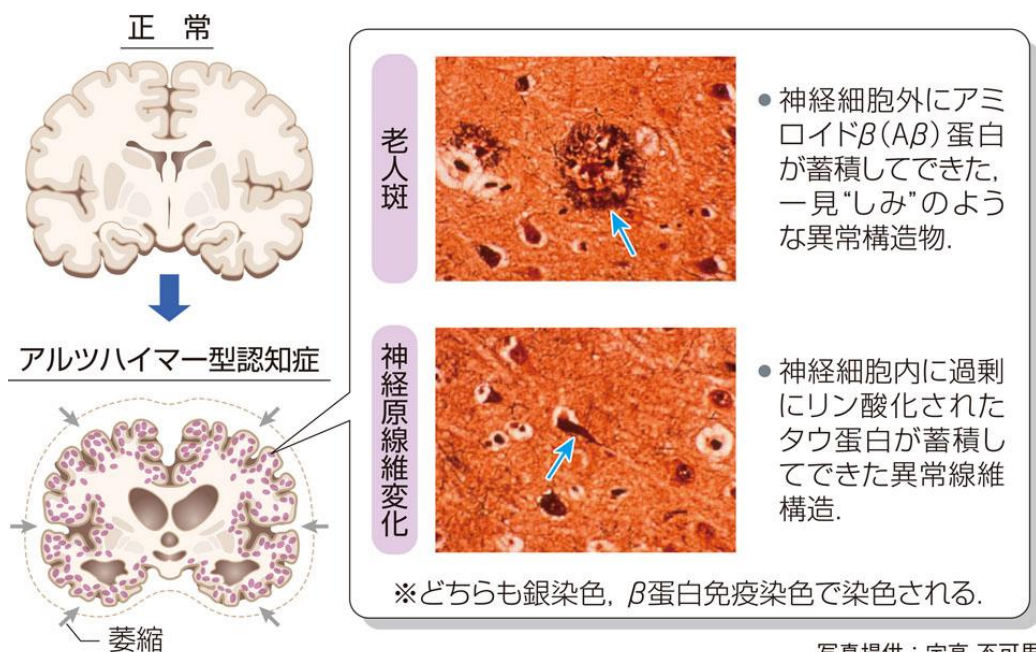 正 常
アルツハイマー型認知症
萎縮
老人斑
● 神経細胞外にアミ
ロイドβ(Aβ)蛋白
が蓄積してできた,
一見“しみ”のよう
な異常構造物.
神経原線維変化
● 神経細胞内に過剰
にリン酸化された
タウ蛋白が蓄積し
てできた異常線維
構造.
※どちらも銀染色, β蛋白免疫染色で染色される.